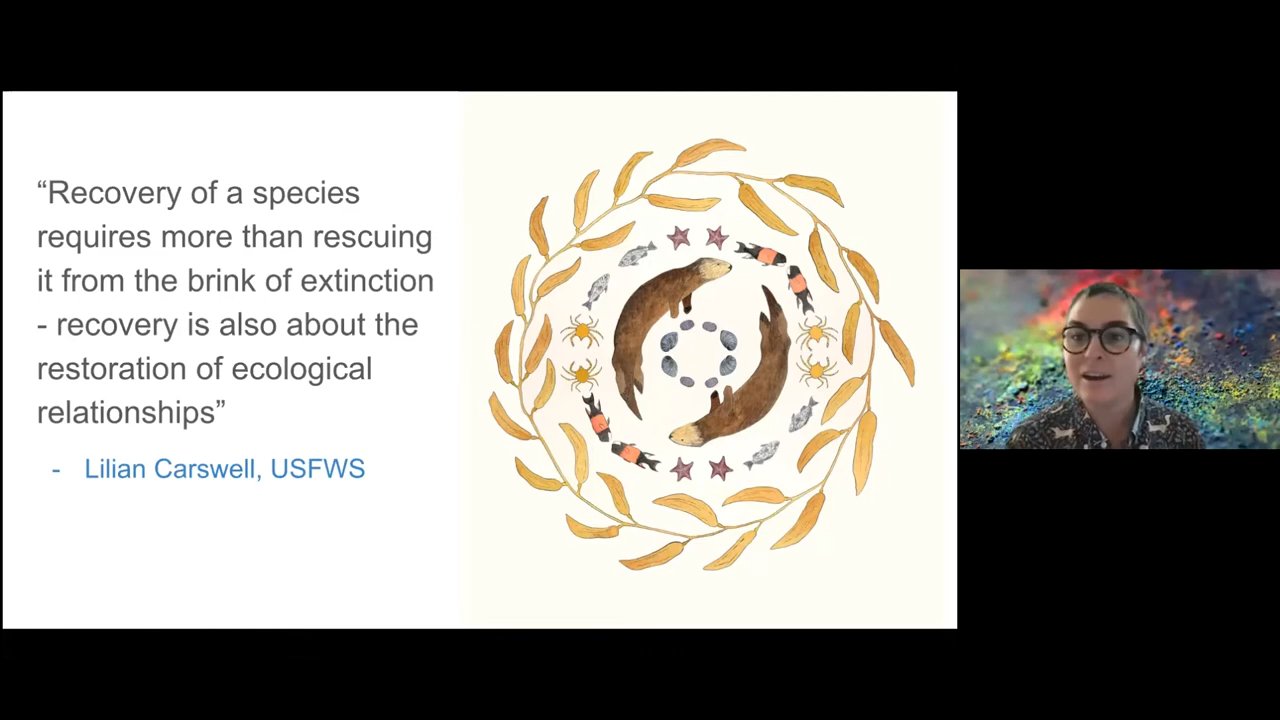 “Recovery of a species
requires more than rescuing
it from the brink of extinction
- recovery is also about the
restoration of ecological
relationships”
- Lilian Carswell, USFWS